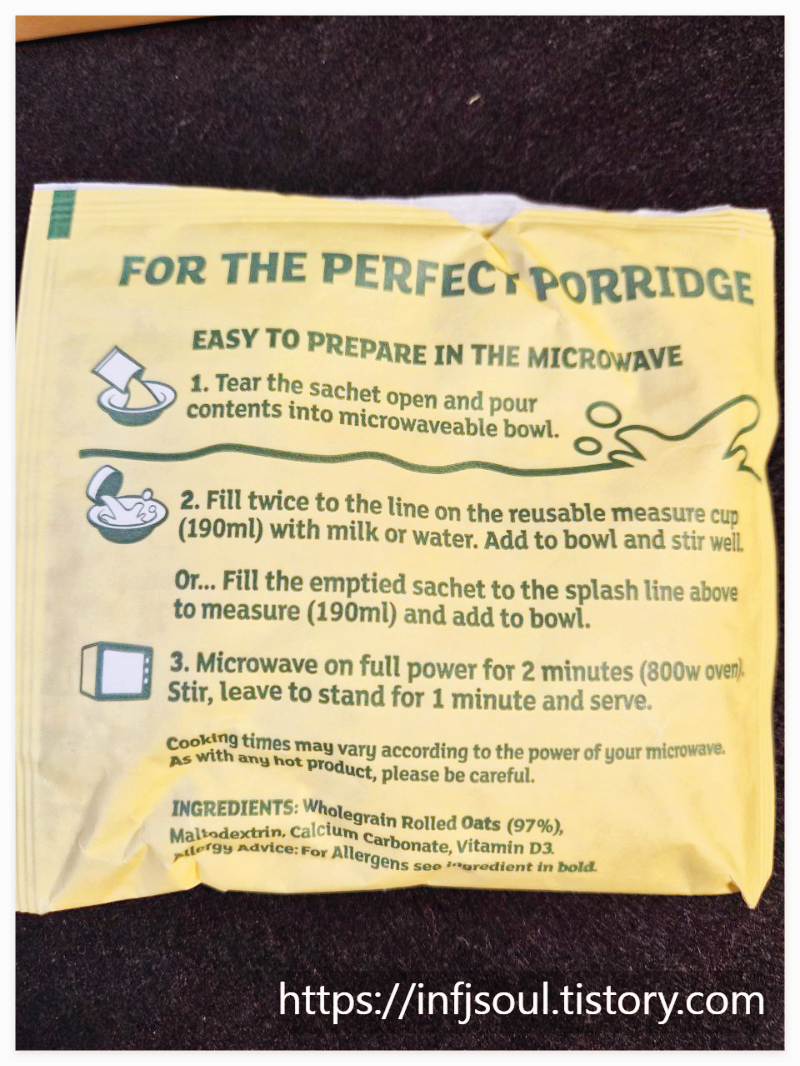 FOR THE PERFECT PORRIDGE
EASY TO PREPARE IN THE MICROWAVE
1. Tear the sachet open and pour
contents into microwaveable bowl.
2. Fill twice to the line on the reusable measure cup
(190ml) with milk or water. Add to bowl and stir well.
Or... Fill the emptied sachet to the splash line above
to measure (190ml) and add to bowl.
3. Microwave on full power for 2 minutes (800w oven).
Stir, leave to stand for 1 minute and serve.
Cooking times may vary according to the power of your microwave.
As with any hot product, please be careful.
INGREDIENTS: Wholegrain Rolled Oats (97%),
Maltodextrin, Calcium Carbonate, Vitamin D3.
Allergy Advice: For Allergens see ingredient in bold.
https://infjsoul.tistory.com